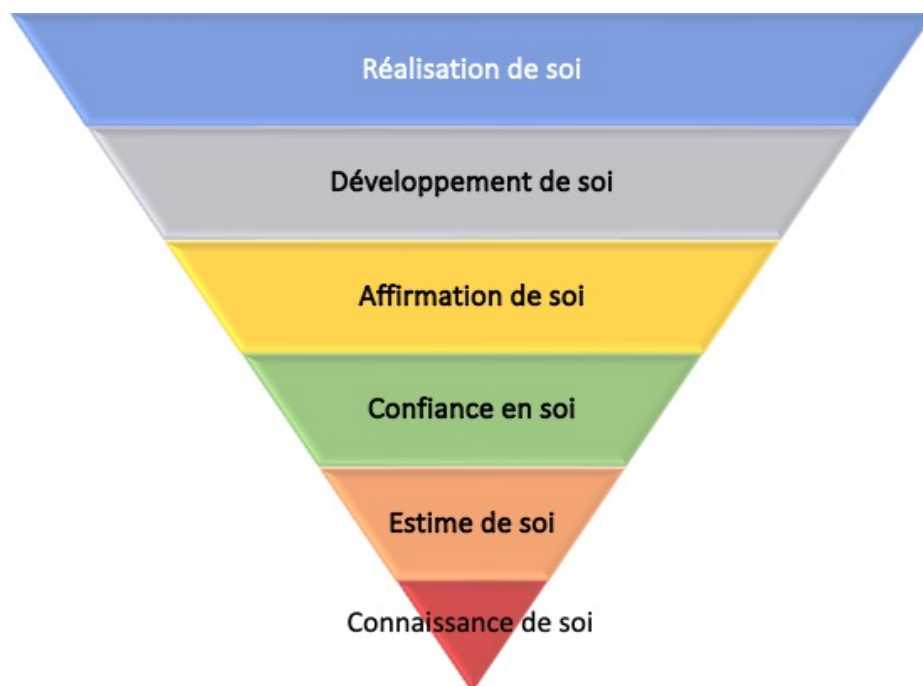 Réalisation de soi
Développement de soi
Affirmation de soi
Confiance en soi
Estime de soi
Connaissance de soi